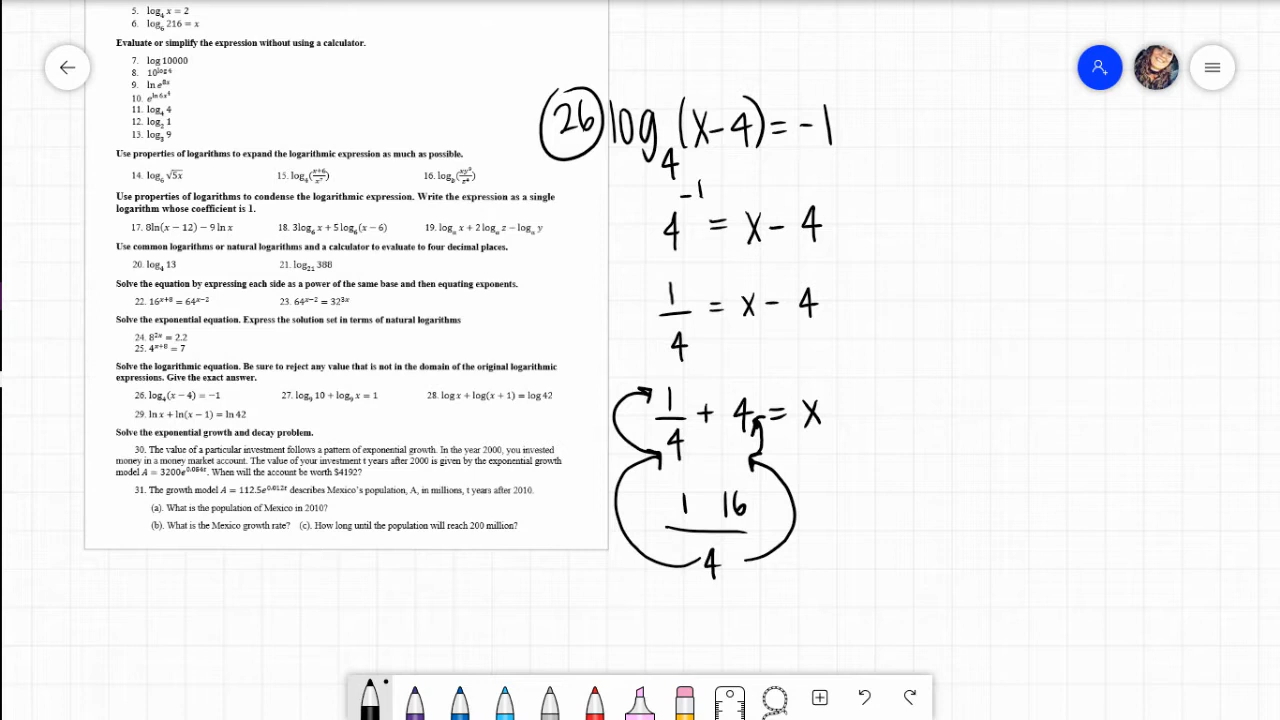 5. log₄ x = 2
6. log₆ 216 = x
Evaluate or simplify the expression without using a calculator.
7. log 10000
8. 10^(log 6)
9. ln e^(8x)
10.
11. log₄ 4
12. log₂ 1
13. log₃ 9
Use properties of logarithms to expand the logarithmic expression as much as possible.
14. log₆ √5x 15. 16.
Use properties of logarithms to condense the logarithmic expression. Write the expression as a single
logarithm whose coefficient is 1.
17. 8ln(x − 12) − 9 ln x 18. 3log₆ x + 5 log₆(x − 6) 19. logₐ x + 2 logₐ z − logₐ y
Use common logarithms or natural logarithms and a calculator to evaluate to four decimal places.
20. log₄ 13 21. log₂₁ 388
Solve the equation by expressing each side as a power of the same base and then equating exponents.
22. 16^(x+8) = 64^(x−2) 23. 64^(x−2) = 32^(3x)
Solve the exponential equation. Express the solution set in terms of natural logarithms
24. 8^(2x) = 2.2
25. 4^(x+8) = 7
Solve the logarithmic equation. Be sure to reject any value that is not in the domain of the original logarithmic
expressions. Give the exact answer.
26. log₄(x − 4) = −1 27. log₉ 10 + log₉ x = 1 28. log x + log(x + 1) = log 42
29. ln x + ln(x − 1) = ln 42
Solve the exponential growth and decay problem.
30. The value of a particular investment follows a pattern of exponential growth. In the year 2000, you invested
money in a money market account. The value of your investment t years after 2000 is given by the exponential growth
model A = 3200e^(0.054t). When will the account be worth $4192?
31. The growth model A = 112.5e^(0.012t) describes Mexico's population, A, in millions, t years after 2010.
(a). What is the population of Mexico in 2010?
(b). What is the Mexico growth rate? (c). How long until the population will reach 200 million?
26 log₄(x−4) = −1
4⁻¹ = x − 4
1/4 = x − 4
1/4 + 4 = x
1 16
4